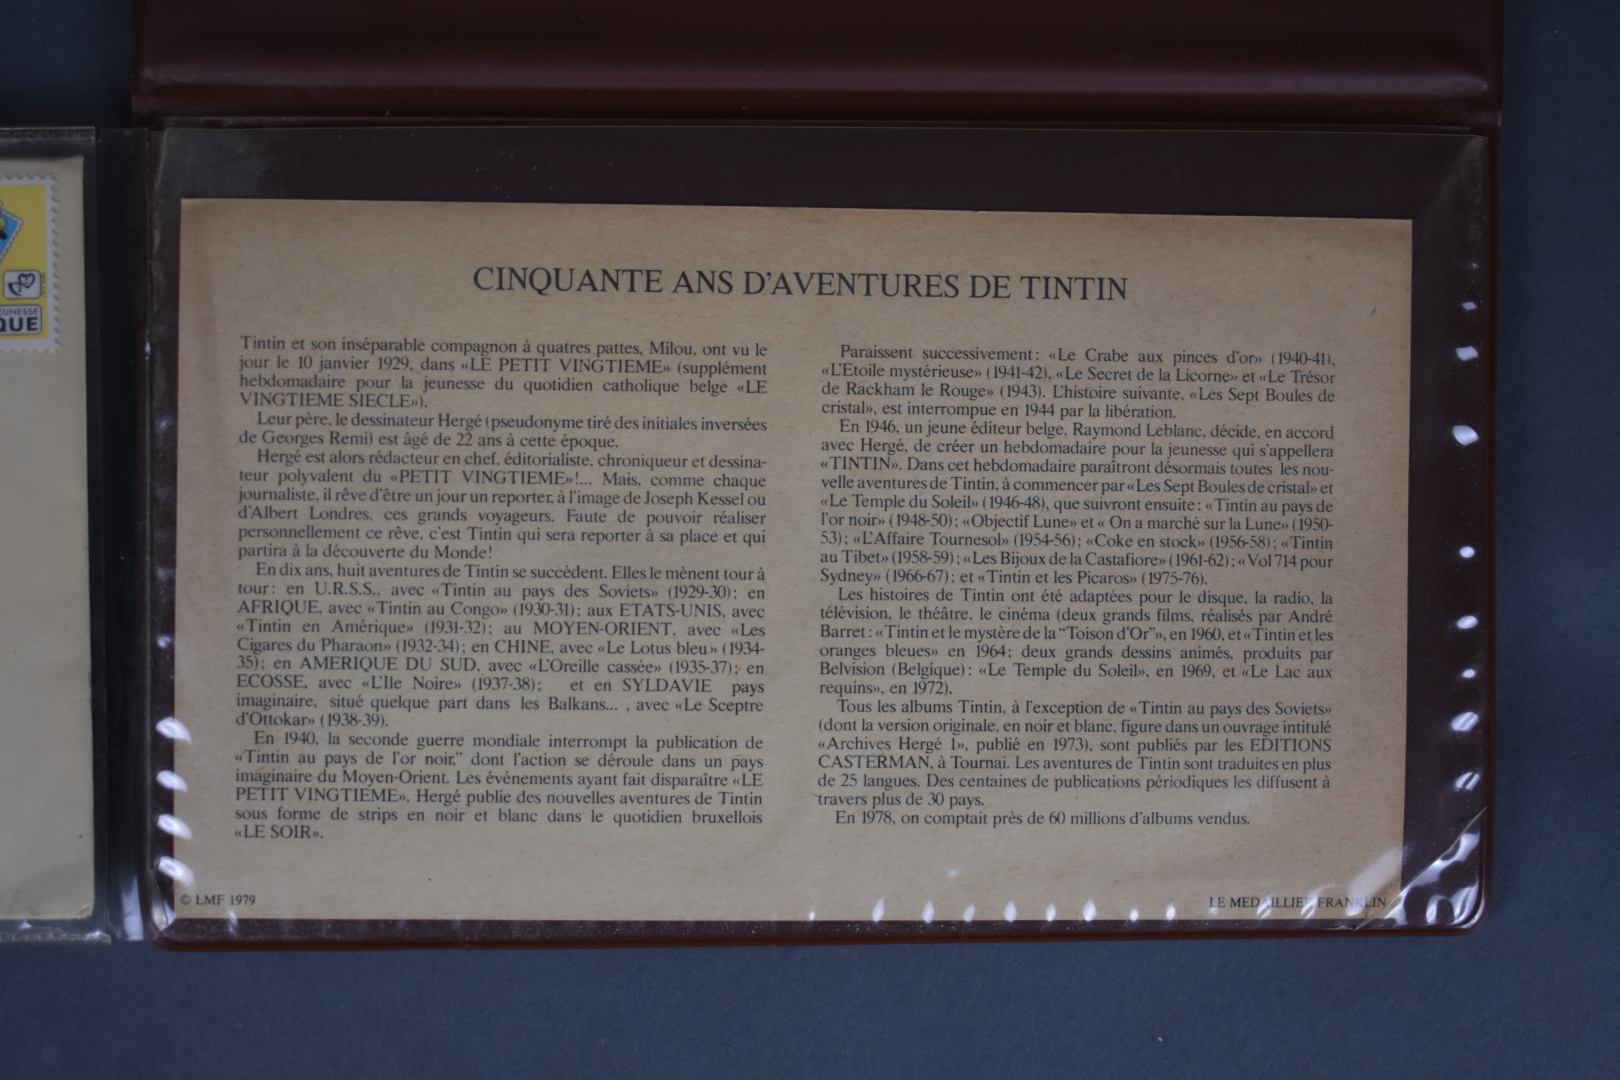 UNESSE
QUE
CINQUANTE ANS D'AVENTURES DE TINTIN
Tintin et son inséparable compagnon à quatres pattes, Milou, ont vu le
jour le 10 janvier 1929, dans «LE PETIT VINGTIEME» (supplément
hebdomadaire pour la jeunesse du quotidien catholique belge «LE
VINGTIEME SIECLE»).
Leur père, le dessinateur Hergé (pseudonyme tiré des initiales inversées
de Georges Remi) est âgé de 22 ans à cette époque.
Hergé est alors rédacteur en chef, éditorialiste, chroniqueur et dessina-
teur polyvalent du «PETIT VINGTIEME»!... Mais, comme chaque
journaliste, il rêve d'être un jour un reporter, à l'image de Joseph Kessel ou
d'Albert Londres, ces grands voyageurs. Faute de pouvoir réaliser
personnellement ce rêve, c'est Tintin qui sera reporter à sa place et qui
partira à la découverte du Monde!
En dix ans, huit aventures de Tintin se succèdent. Elles le mènent tour à
tour: en U.R.S.S., avec «Tintin au pays des Soviets» (1929-30); en
AFRIQUE, avec «Tintin au Congo» (1930-31); aux ETATS-UNIS, avec
«Tintin en Amérique» (1931-32); au MOYEN-ORIENT, avec «Les
Cigares du Pharaon» (1932-34); en CHINE, avec «Le Lotus bleu» (1934-
35); en AMERIQUE DU SUD, avec «L'Oreille cassée» (1935-37); en
ECOSSE, avec «L'Ile Noire» (1937-38); et en SYLDAVIE pays
imaginaire, situé quelque part dans les Balkans... , avec «Le Sceptre
d'Ottokar» (1938-39).
En 1940, la seconde guerre mondiale interrompt la publication de
«Tintin au pays de l'or noir," dont l'action se déroule dans un pays
imaginaire du Moyen-Orient. Les événements ayant fait disparaître «LE
PETIT VINGTIEME», Hergé publie des nouvelles aventures de Tintin
sous forme de strips en noir et blanc dans le quotidien bruxellois
«LE SOIR».
Paraissent successivement: «Le Crabe aux pinces d'or» (1940-41),
«L'Etoile mystérieuse» (1941-42), «Le Secret de la Licorne» et «Le Trésor
de Rackham le Rouge» (1943). L'histoire suivante, «Les Sept Boules de
cristal», est interrompue en 1944 par la libération.
En 1946, un jeune éditeur belge, Raymond Leblanc, décide, en accord
avec Hergé, de créer un hebdomadaire pour la jeunesse qui s'appellera
«TINTIN». Dans cet hebdomadaire paraîtront désormais toutes les nou-
velle aventures de Tintin, à commencer par «Les Sept Boules de cristal» et
«Le Temple du Soleil» (1946-48), que suivront ensuite: «Tintin au pays de
l'or noir» (1948-50); «Objectif Lune» et « On a marché sur la Lune» (1950-
53); «L'Affaire Tournesol» (1954-56); «Coke en stock» (1956-58); «Tintin
au Tibet» (1958-59); «Les Bijoux de la Castafiore» (1961-62); «Vol 714 pour
Sydney» (1966-67); et «Tintin et les Picaros» (1975-76).
Les histoires de Tintin ont été adaptées pour le disque, la radio, la
télévision, le théâtre, le cinéma (deux grands films, réalisés par André
Barret: «Tintin et le mystère de la "Toison d'Or"», en 1960, et «Tintin et les
oranges bleues» en 1964; deux grands dessins animés, produits par
Belvision (Belgique): «Le Temple du Soleil», en 1969, et «Le Lac aux
requins», en 1972).
Tous les albums Tintin, à l'exception de «Tintin au pays des Soviets»
(dont la version originale, en noir et blanc, figure dans un ouvrage intitulé
«Archives Hergé 1», publié en 1973), sont publiés par les EDITIONS
CASTERMAN, à Tournai. Les aventures de Tintin sont traduites en plus
de 25 langues. Des centaines de publications périodiques les diffusent à
travers plus de 30 pays.
En 1978, on comptait près de 60 millions d'albums vendus.
© LMF 1979
LE MEDAILLIER FRANKLIN